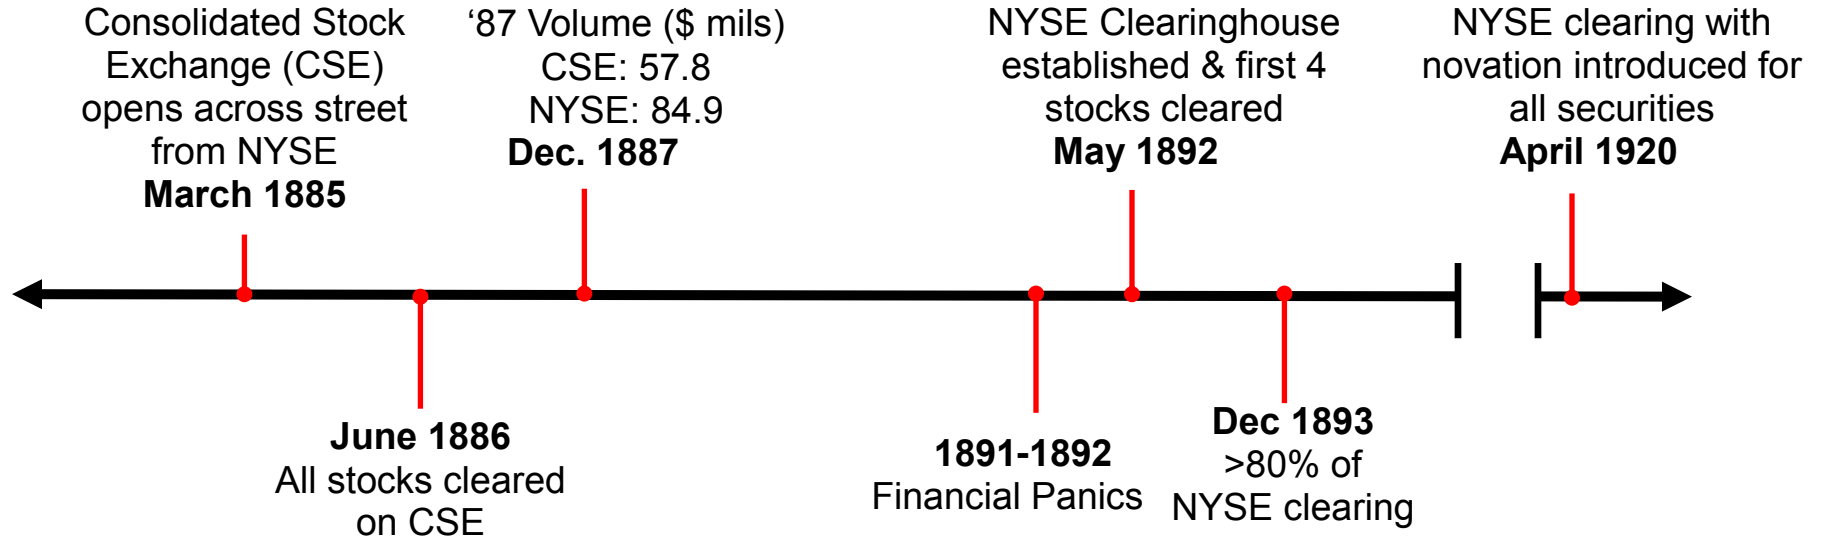 Consolidated Stock
Exchange (CSE)
opens across street
from NYSE
March 1885
‘87 Volume ($ mils)
CSE: 57.8
NYSE: 84.9
Dec. 1887
NYSE Clearinghouse
established & first 4
stocks cleared
May 1892
NYSE clearing with
novation introduced for
all securities
April 1920
June 1886
All stocks cleared
on CSE
1891-1892
Financial Panics
Dec 1893
>80% of
NYSE clearing